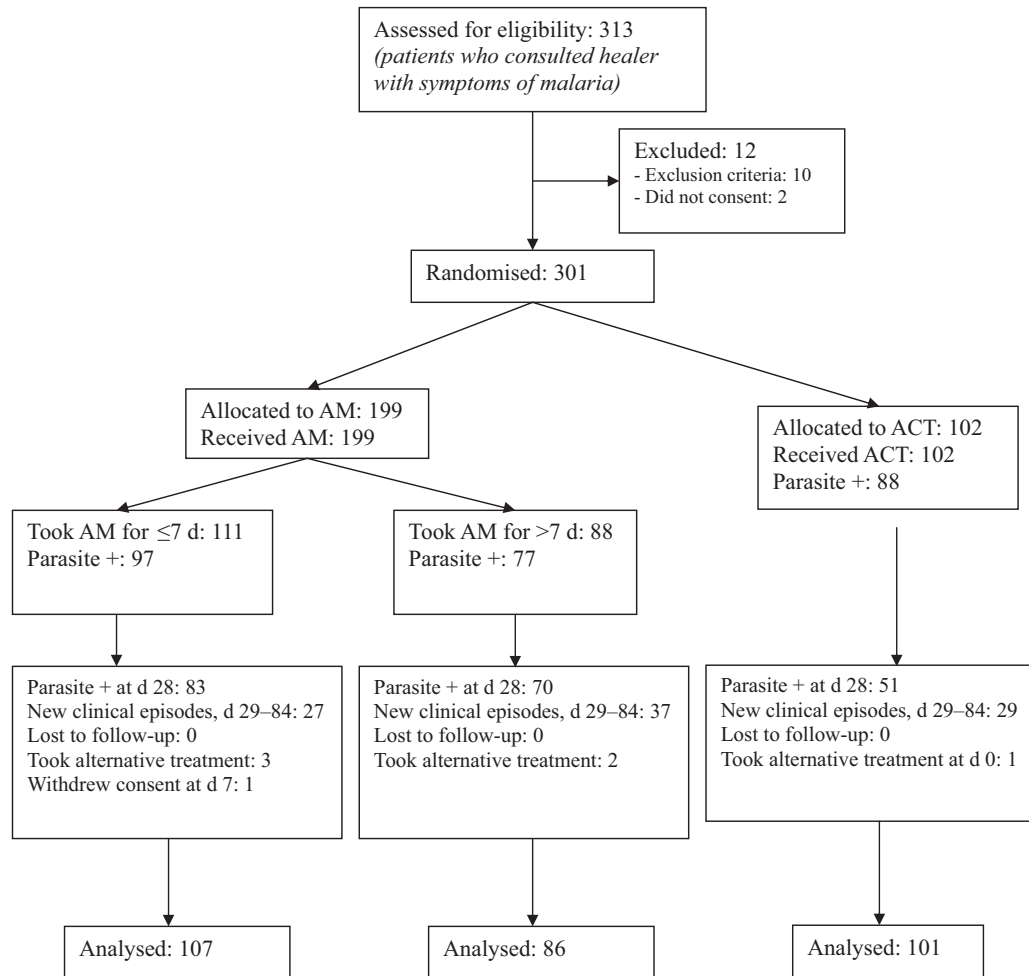 Assessed for eligibility: 313
(patients who consulted healer
with symptoms of malaria)
Excluded: 12
- Exclusion criteria: 10
- Did not consent: 2
Randomised: 301
Allocated to AM: 199
Received AM: 199
Allocated to ACT: 102
Received ACT: 102
Parasite +: 88
Took AM for ≤7 d: 111
Parasite +: 97
Took AM for >7 d: 88
Parasite +: 77
Parasite + at d 28: 83
New clinical episodes, d 29–84: 27
Lost to follow-up: 0
Took alternative treatment: 3
Withdrew consent at d 7: 1
Parasite + at d 28: 70
New clinical episodes, d 29–84: 37
Lost to follow-up: 0
Took alternative treatment: 2
Parasite + at d 28: 51
New clinical episodes, d 29–84: 29
Lost to follow-up: 0
Took alternative treatment at d 0: 1
Analysed: 107
Analysed: 86
Analysed: 101